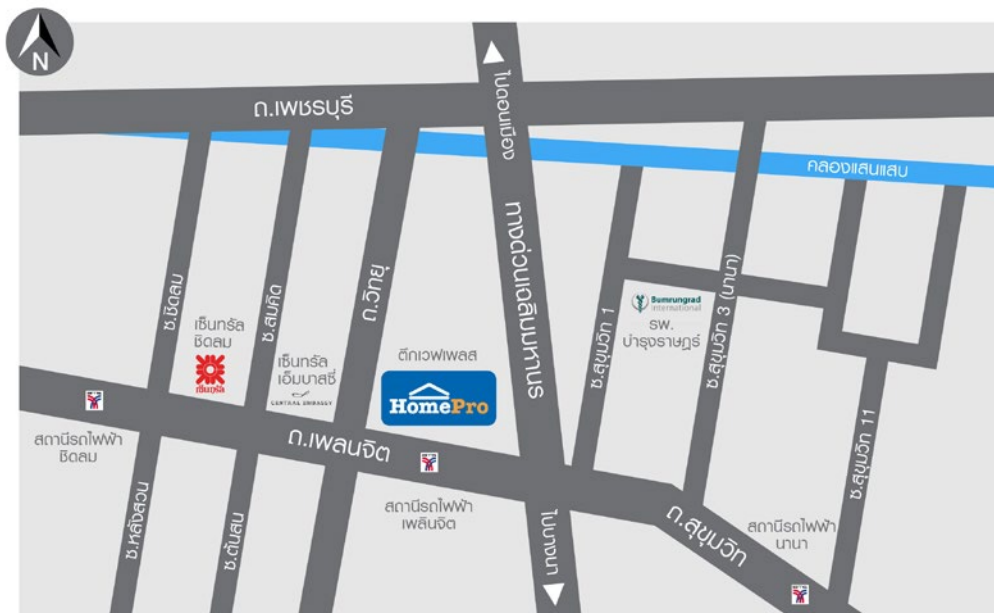 N
ถ.เพชรบุรี
ไปดอนเมือง
ทางด่วนเฉลิมมหานคร
ไปบางนา
คลองแสนแสบ
ซ.ชิดลม
ซ.สมคิด
ถ.วิทยุ
ซ.สุขุมวิท 1
ซ.สุขุมวิท 3 (นานา)
ซ.สุขุมวิท 11
Bumrungrad
International
รพ.
บำรุงราษฎร์
เซ็นทรัล
ชิดลม
เซ็นทรัล
เซ็นทรัล
เอ็มบาสซี่
CENTRAL EMBASSY
ตึกเวฟเพลส
HomePro
ถ.เพลินจิต
สถานีรถไฟฟ้า
ชิดลม
สถานีรถไฟฟ้า
เพลินจิต
ถ.สุขุมวิท
สถานีรถไฟฟ้า
นานา
ซ.หลังสวน
ซ.ต้นสน